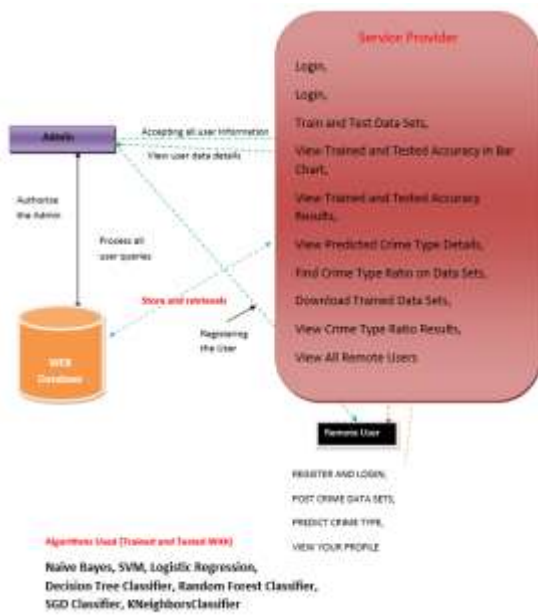 Service Provider
Login,
Login,
Train and Test Data Sets,
View Trained and Tested Accuracy in Bar
Chart,
View Trained and Tested Accuracy
Results,
View Predicted Crime Type Details,
Find Crime Type Ratio on Data Sets,
Download Trained Data Sets,
View Crime Type Ratio Results,
View All Remote Users
Admin
Accepting all user Information
View user data details
Authorize
the Admin
Process all
user queries
Store and retrievals
Registering
the User
WEB
Database
Remote User
REGISTER AND LOGIN,
POST CRIME DATA SETS,
PREDICT CRIME TYPE,
VIEW YOUR PROFILE
Algorithms Used (Trained and Tested With)
Naive Bayes, SVM, Logistic Regression,
Decision Tree Classifier, Random Forest Classifier,
SGD Classifier, KNeighborsClassifier